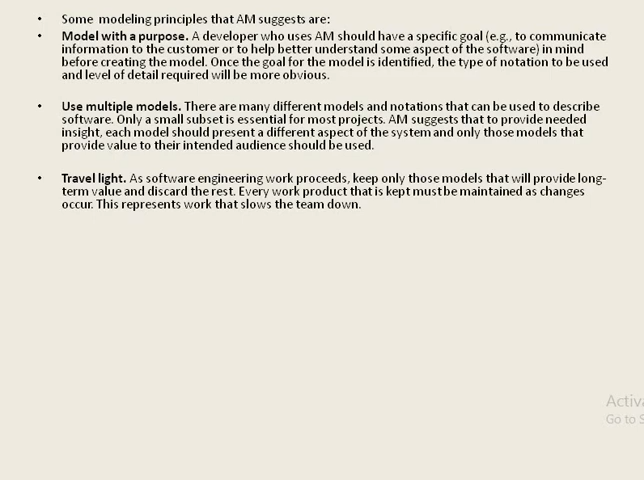 • Some modeling principles that AM suggests are:
• Model with a purpose. A developer who uses AM should have a specific goal (e.g., to communicate
information to the customer or to help better understand some aspect of the software) in mind
before creating the model. Once the goal for the model is identified, the type of notation to be used
and level of detail required will be more obvious.
• Use multiple models. There are many different models and notations that can be used to describe
software. Only a small subset is essential for most projects. AM suggests that to provide needed
insight, each model should present a different aspect of the system and only those models that
provide value to their intended audience should be used.
• Travel light. As software engineering work proceeds, keep only those models that will provide long-
term value and discard the rest. Every work product that is kept must be maintained as changes
occur. This represents work that slows the team down.
Activa
Go to S